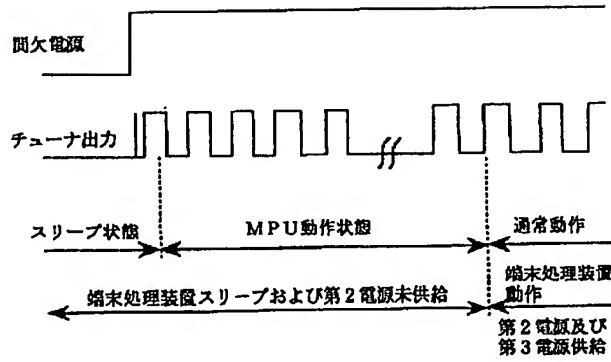 間欠電源
チューナ出力
スリープ状態
MPU動作状態
通常動作
端末処理装置スリープおよび第2電源未供給
端末処理装置
動作
第2電源及び
第3電源供給